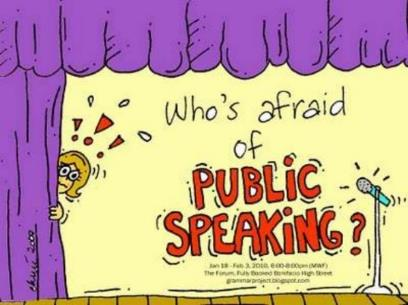 Who's afraid
of
PUBLIC
SPEAKING?
Jan 18 - Feb 3, 2010, 6:00-8:00pm (MWF)
The Forum, Fully Booked Bonifacio High Street
grammarproject.blogspot.com